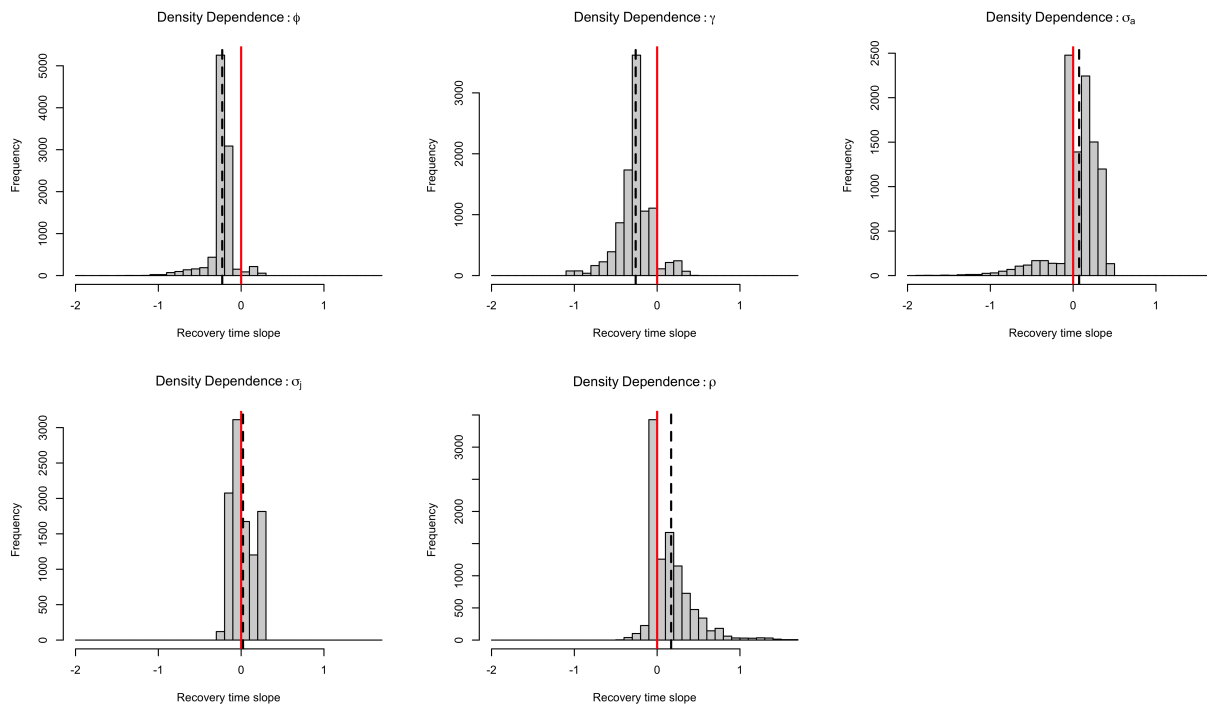 Density Dependence : ϕ
Frequency
0 1000 2000 3000 4000 5000
-2 -1 0 1
Recovery time slope
Density Dependence : γ
Frequency
0 1000 2000 3000
-2 -1 0 1
Recovery time slope
Density Dependence : σa
Frequency
0 500 1000 1500 2000 2500
-2 -1 0 1
Recovery time slope
Density Dependence : σj
Frequency
0 500 1000 1500 2000 2500 3000
-2 -1 0 1
Recovery time slope
Density Dependence : ρ
Frequency
0 500 1000 2000 3000
-2 -1 0 1
Recovery time slope